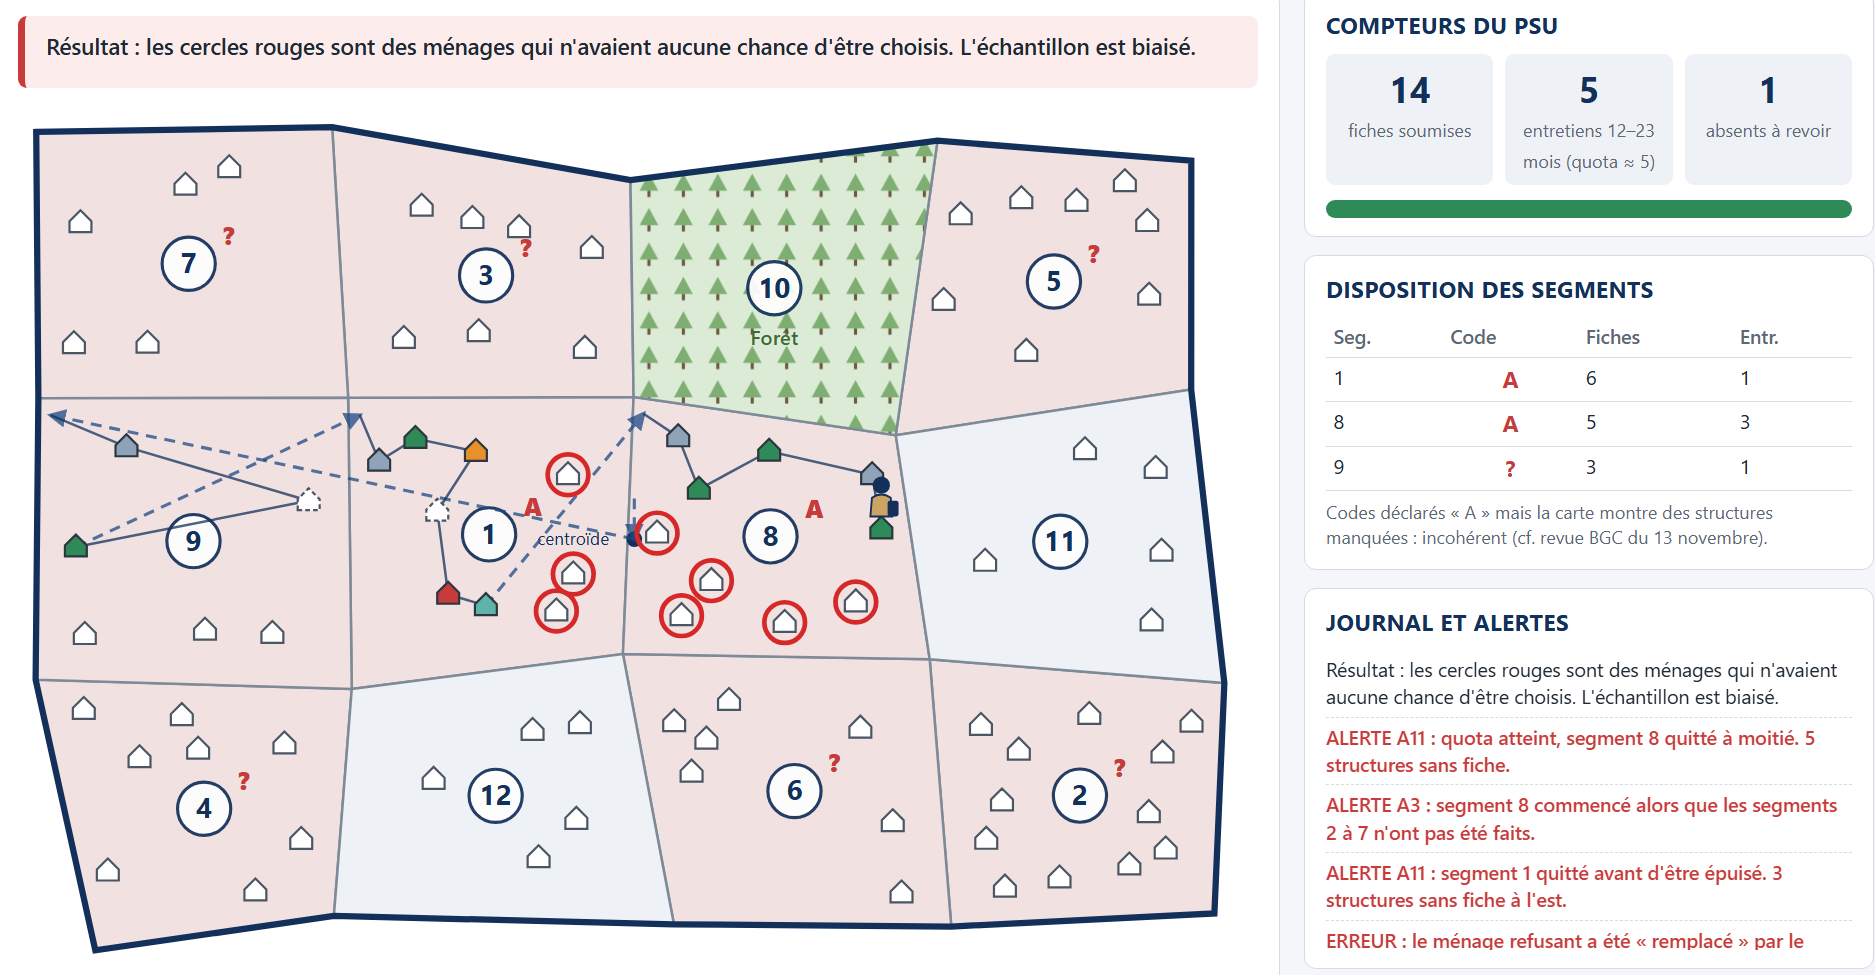 Résultat : les cercles rouges sont des ménages qui n'avaient aucune chance d'être choisis. L'échantillon est biaisé.
7
?
3
?
10
Forêt
5
?
9
1
A
centroïde
8
A
11
4
?
12
6
?
2
?
COMPTEURS DU PSU
14
fiches soumises
5
entretiens 12–23
mois (quota ≈ 5)
1
absents à revoir
DISPOSITION DES SEGMENTS
Seg. Code Fiches Entr.
1 A 6 1
8 A 5 3
9 ? 3 1
Codes déclarés « A » mais la carte montre des structures
manquées : incohérent (cf. revue BGC du 13 novembre).
JOURNAL ET ALERTES
Résultat : les cercles rouges sont des ménages qui n'avaient
aucune chance d'être choisis. L'échantillon est biaisé.
ALERTE A11 : quota atteint, segment 8 quitté à moitié. 5
structures sans fiche.
ALERTE A3 : segment 8 commencé alors que les segments
2 à 7 n'ont pas été faits.
ALERTE A11 : segment 1 quitté avant d'être épuisé. 3
structures sans fiche à l'est.
ERREUR : le ménage refusant a été « remplacé » par le